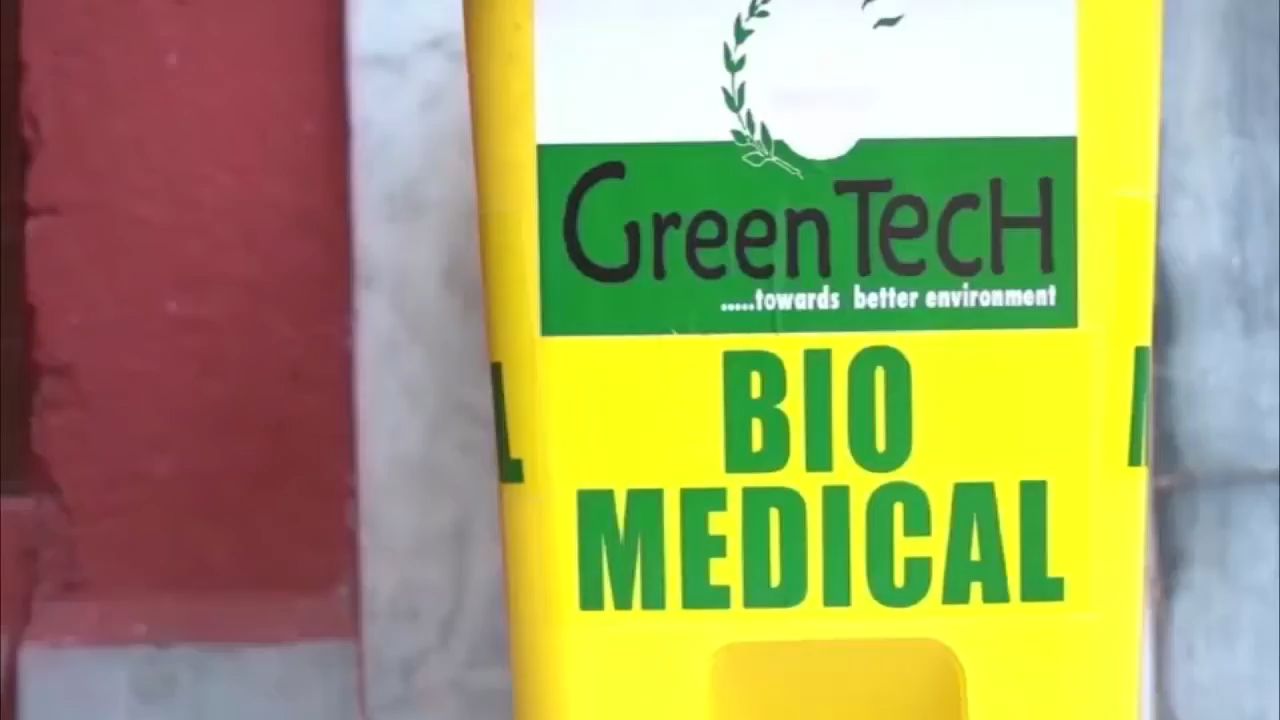 GreenTecH
.....towards better environment
BIO
MEDICAL